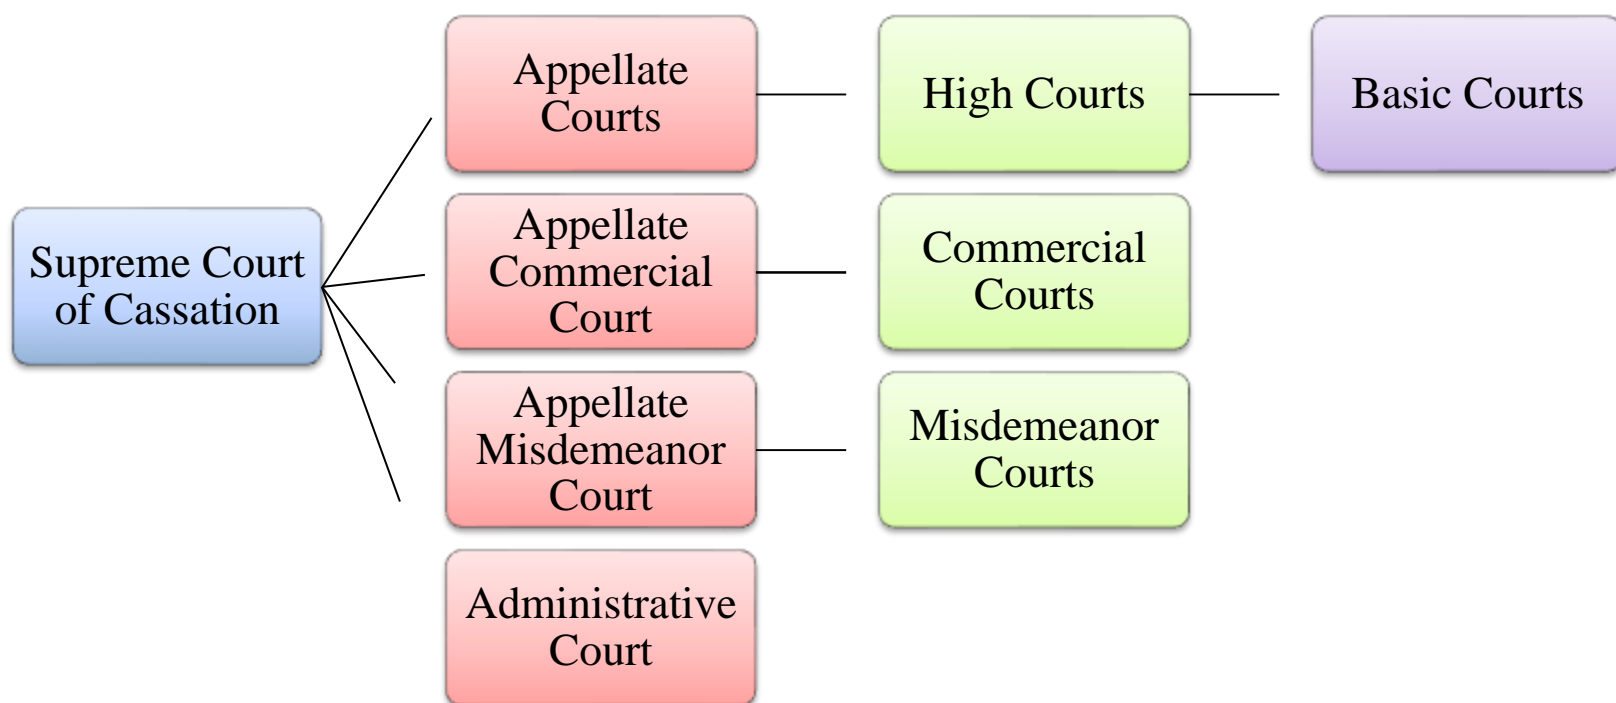 Appellate
Courts
High Courts
Basic Courts
Supreme Court
of Cassation
Appellate
Commercial
Court
Commercial
Courts
Appellate
Misdemeanor
Court
Misdemeanor
Courts
Administrative
Court